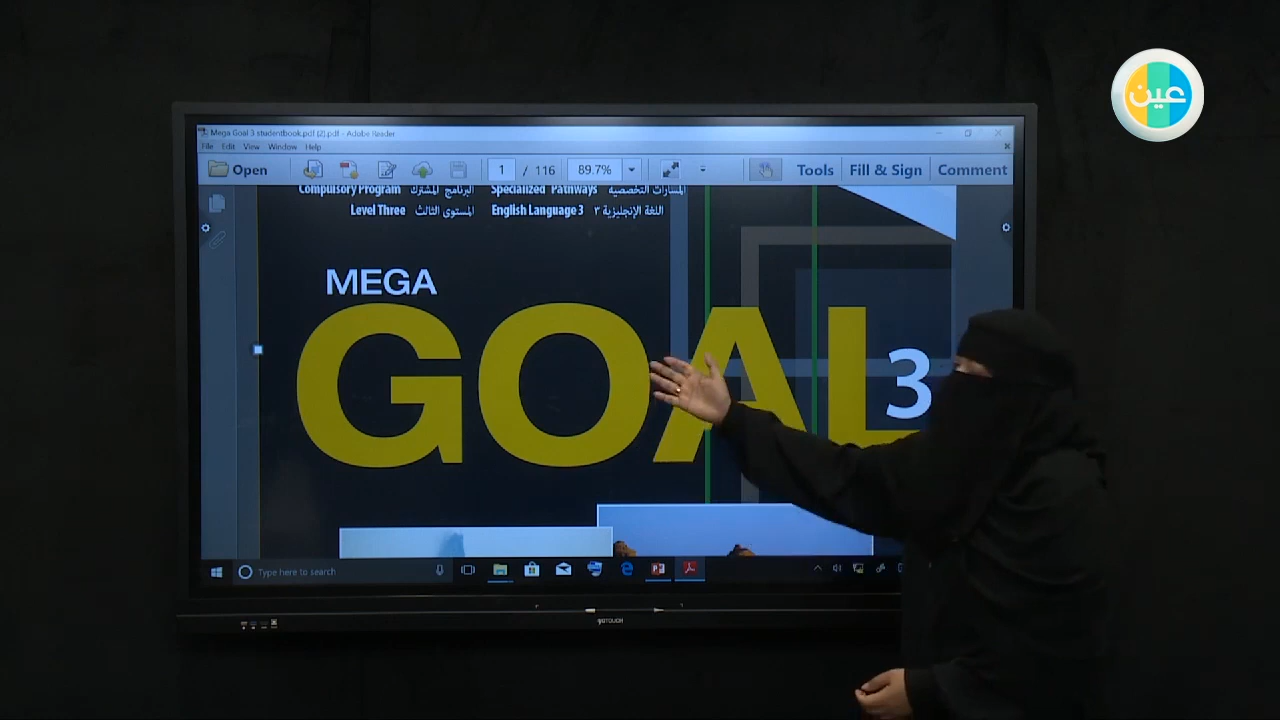 عين
Mega Goal 3 studentbook.pdf (2).pdf - Adobe Reader
File Edit View Window Help
Open 1 / 116 89.7% Tools Fill & Sign Comment
Compulsory Program البرنامج المشترك Specialized Pathways المسارات التخصصية
Level Three المستوى الثالث English Language 3 اللغة الإنجليزية ٣
MEGA
GOAL 3
Type here to search